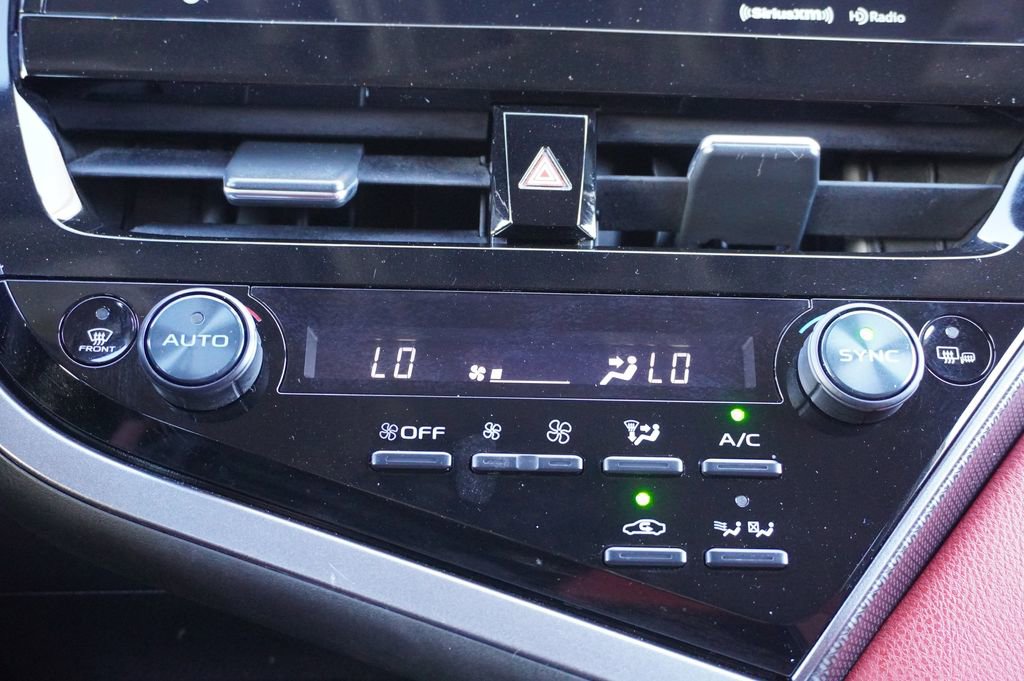 SiriusXM HD Radio
AUTO
FRONT
SYNC
LO LO
OFF
A/C